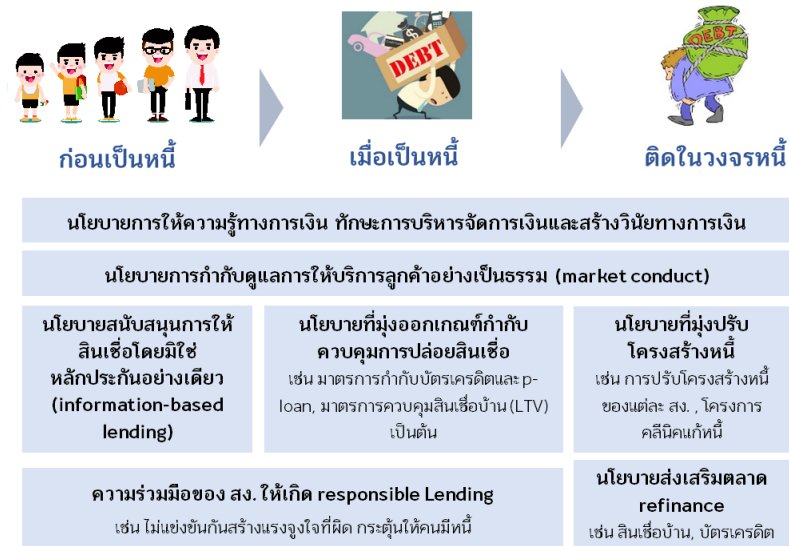 DEBT
DEBT
ก่อนเป็นหนี้
เมื่อเป็นหนี้
ติดในวงจรหนี้
นโยบายการให้ความรู้ทางการเงิน ทักษะการบริหารจัดการเงินและสร้างวินัยทางการเงิน
นโยบายการกำกับดูแลการให้บริการลูกค้าอย่างเป็นธรรม (market conduct)
นโยบายสนับสนุนการให้
สินเชื่อโดยมิใช่
หลักประกันอย่างเดียว
(information-based
lending)
นโยบายที่มุ่งออกเกณฑ์กำกับ
ควบคุมการปล่อยสินเชื่อ
เช่น มาตรการกำกับบัตรเครดิตและ p-
loan, มาตรการควบคุมสินเชื่อบ้าน (LTV)
เป็นต้น
นโยบายที่มุ่งปรับ
โครงสร้างหนี้
เช่น การปรับโครงสร้างหนี้
ของแต่ละ สง. , โครงการ
คลีนิคแก้หนี้
ความร่วมมือของ สง. ให้เกิด responsible Lending
เช่น ไม่แข่งขันกันสร้างแรงจูงใจที่ผิด กระตุ้นให้คนมีหนี้
นโยบายส่งเสริมตลาด
refinance
เช่น สินเชื่อบ้าน, บัตรเครดิต